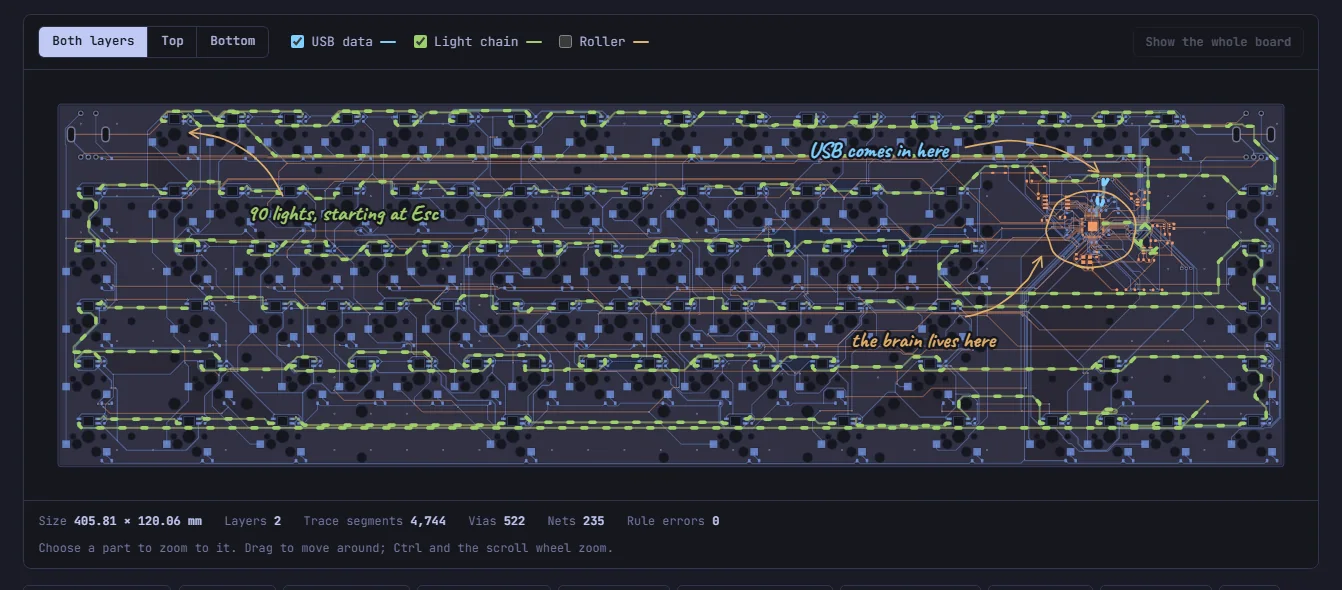 Both layers Top Bottom USB data Light chain Roller Show the whole board
USB comes in here
90 lights, starting at Esc
the brain lives here
Size 405.81 × 120.06 mm Layers 2 Trace segments 4,744 Vias 522 Nets 235 Rule errors 0
Choose a part to zoom to it. Drag to move around; Ctrl and the scroll wheel zoom.